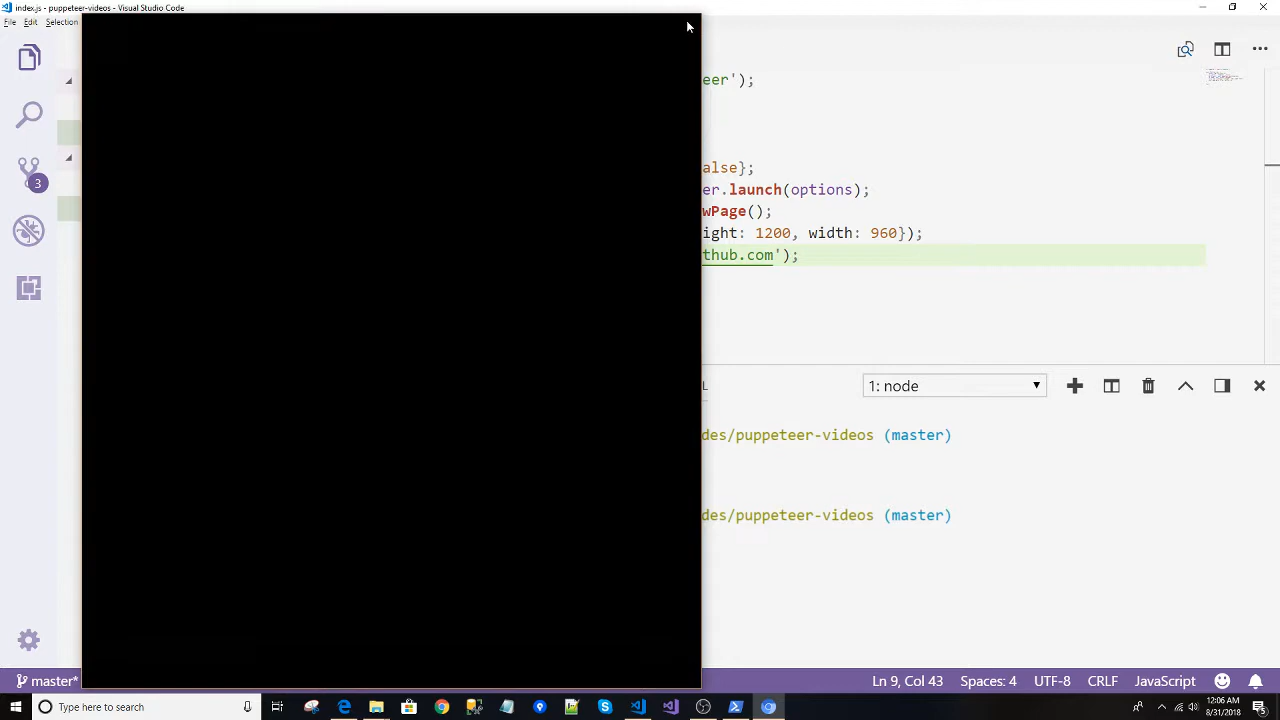 index.js - puppeteer-videos - Visual Studio Code
File Edit Selection
eer');
alse};
er.launch(options);
wPage();
ight: 1200, width: 960});
thub.com');
3
L 1: node
des/puppeteer-videos (master)
des/puppeteer-videos (master)
master* Ln 9, Col 43 Spaces: 4 UTF-8 CRLF JavaScript
Type here to search
12:06 AM
8/31/2018